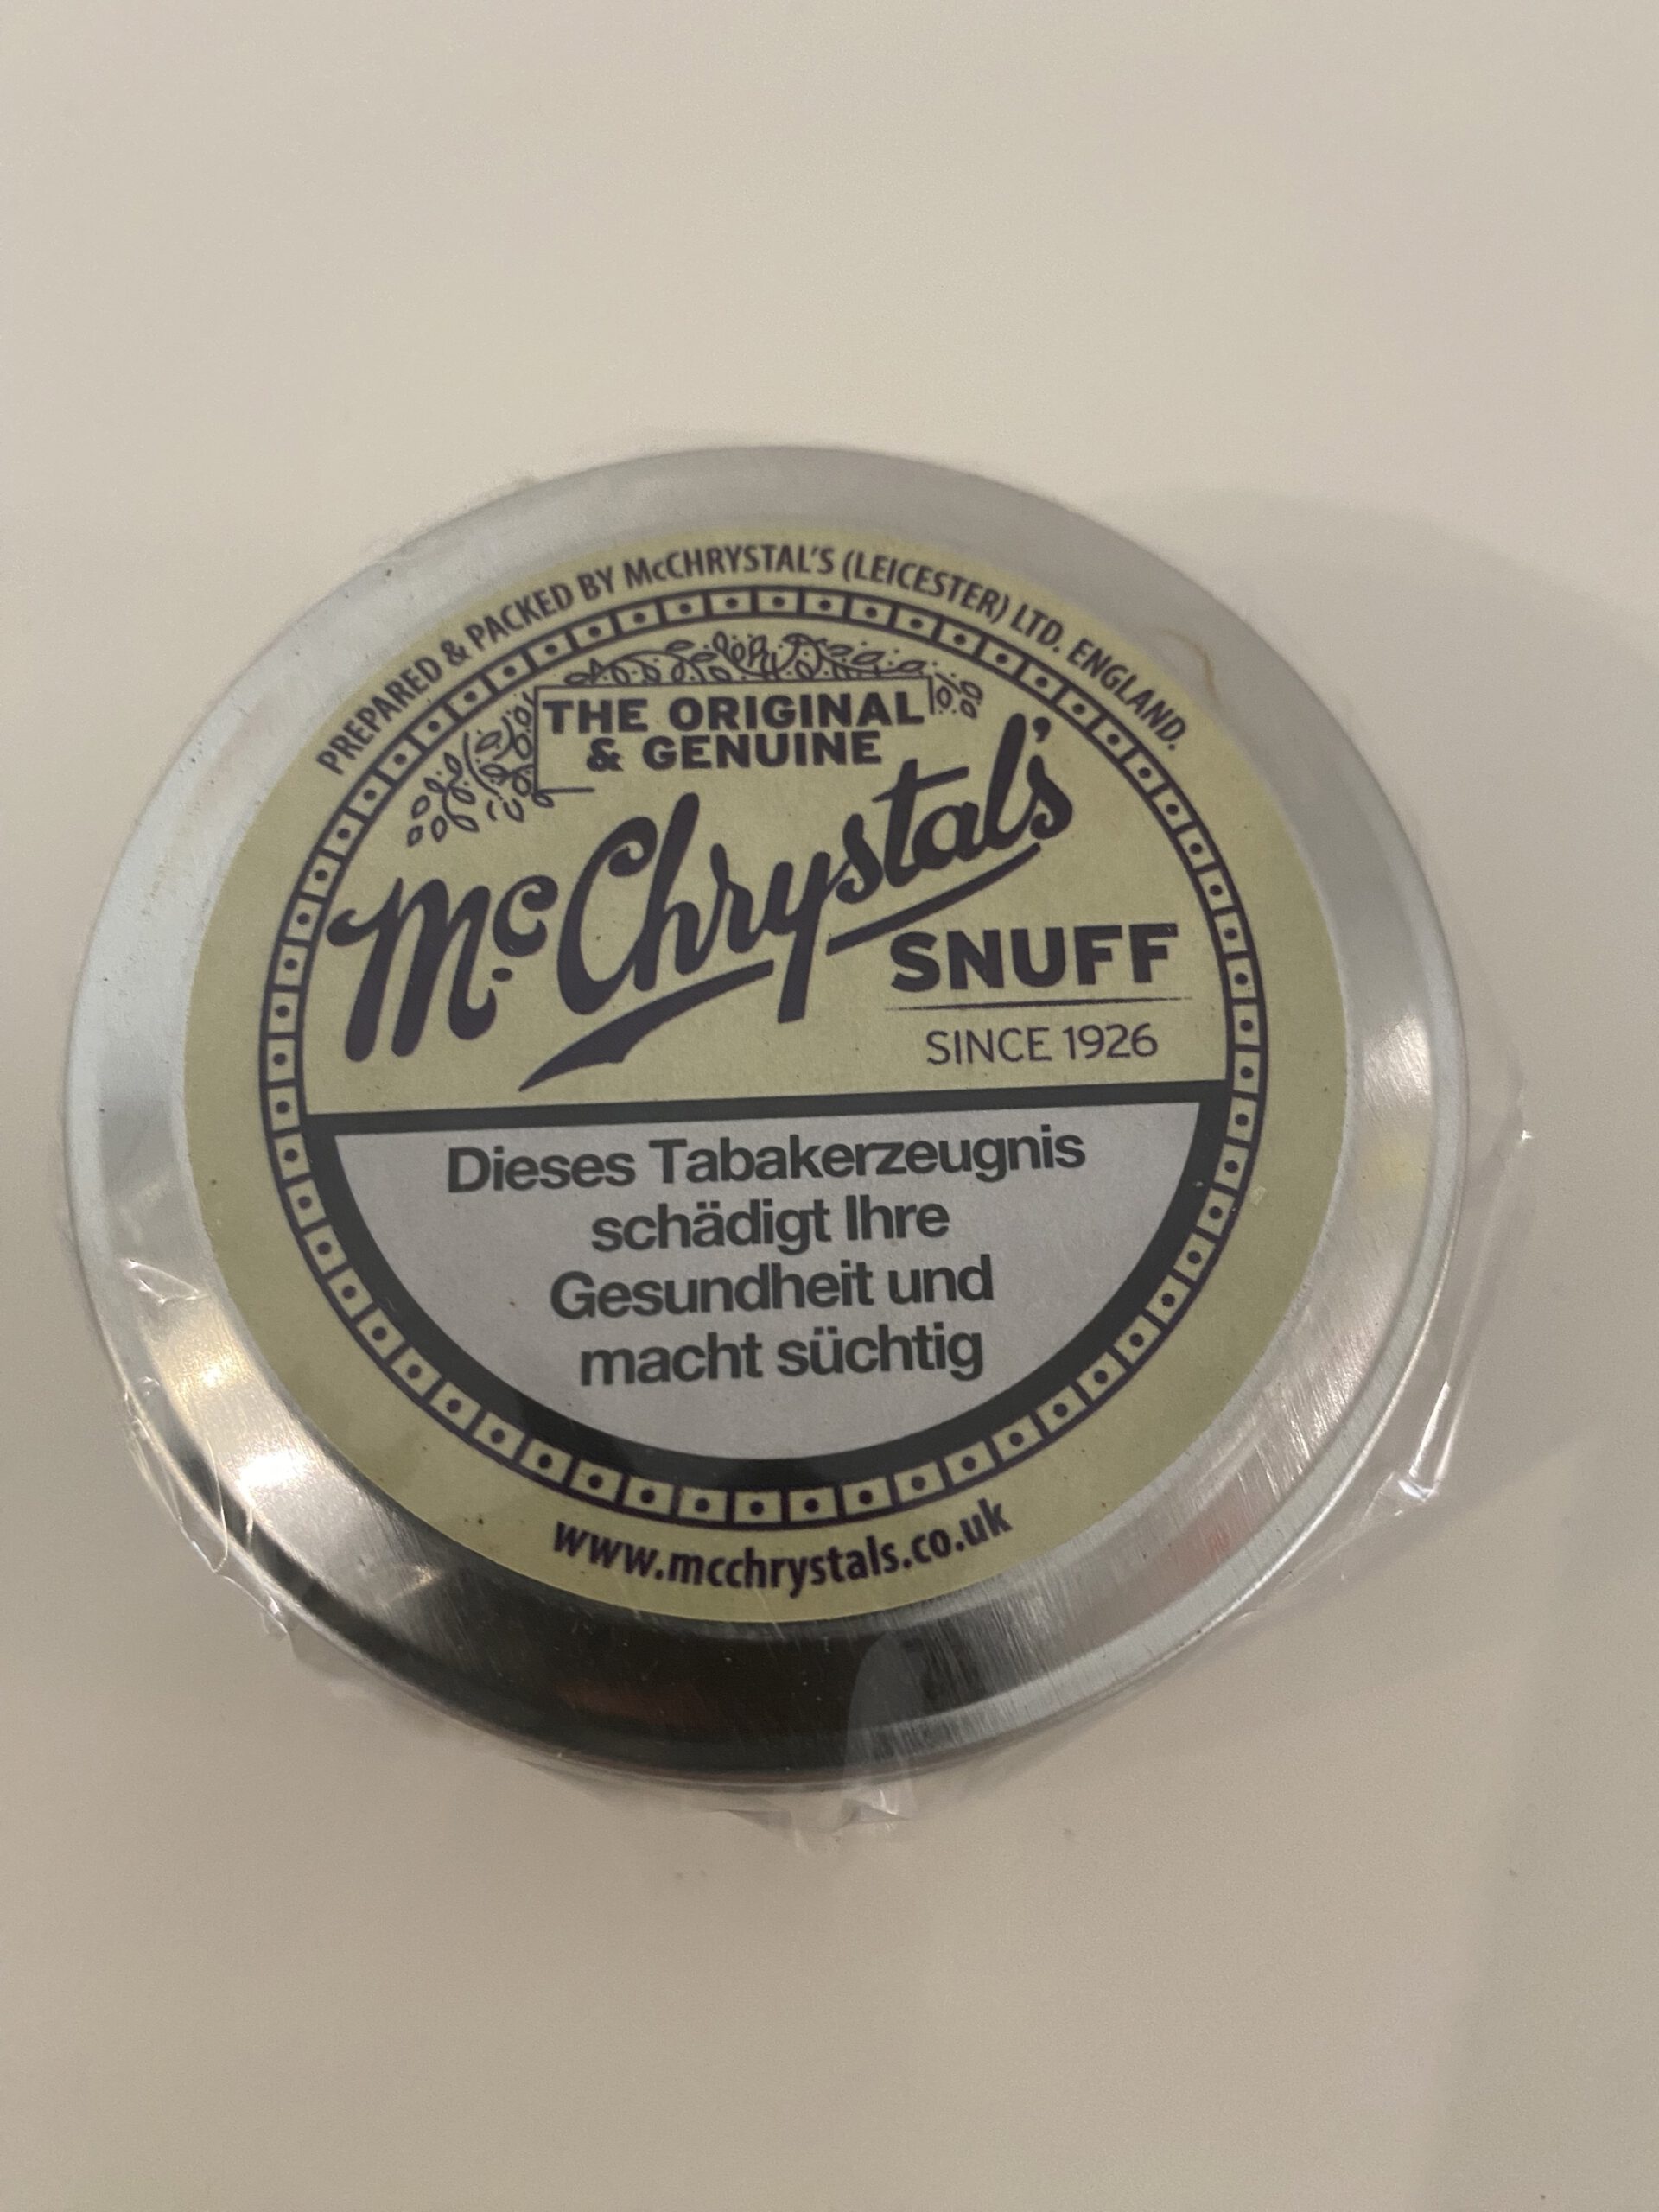 PREPARED & PACKED BY McCHRYSTAL'S (LEICESTER) LTD. ENGLAND.
THE ORIGINAL
& GENUINE
McChrystal's
SNUFF
SINCE 1926
Dieses Tabakerzeugnis
schädigt Ihre
Gesundheit und
macht süchtig
www.mcchrystals.co.uk